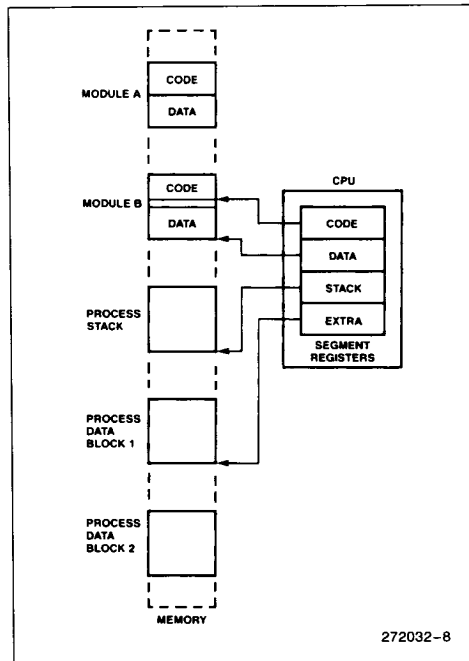 MODULE A
CODE
DATA
MODULE B
CODE
DATA
CPU
CODE
DATA
STACK
EXTRA
SEGMENT
REGISTERS
PROCESS
STACK
PROCESS
DATA
BLOCK 1
PROCESS
DATA
BLOCK 2
MEMORY
272032-8